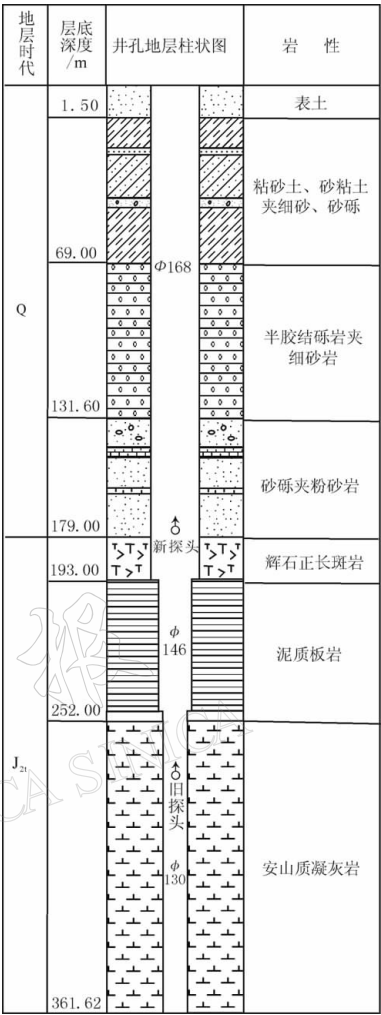 地层时代
层底深度/m
井孔地层柱状图
岩 性
1.50
表土
粘砂土、砂粘土
夹细砂、砂砾
69.00
Φ168
Q
半胶结砾岩夹
细砂岩
131.60
砂砾夹粉砂岩
179.00
新探头
辉石正长斑岩
193.00
φ
146
泥质板岩
252.00
J2t
旧探头
φ
130
安山质凝灰岩
361.62
报
CA SINICA